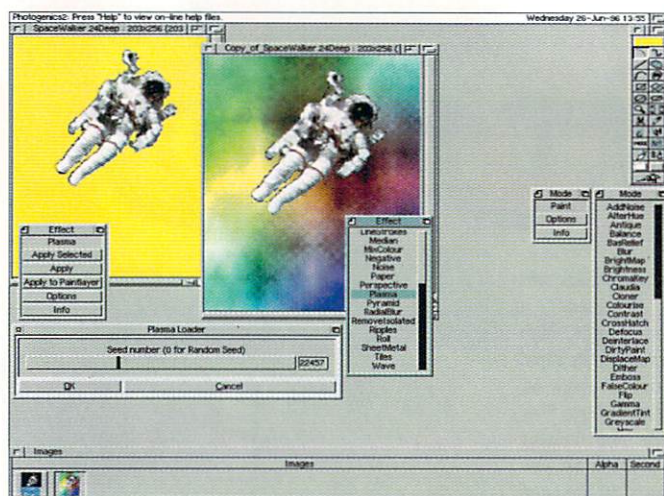 Photogenics2: Press "Help" to view on-line help files.
Wednesday 26-Jun-96 13:55
SpaceWalker.24Deep : 203x256 (203
Copy_of_SpaceWalker.24Deep : 203x256 (
Effect
Plasma
Apply Selected
Apply
Apply to Paintlayer
Options
Info
Effect
LineStrokes
Median
MixColour
Negative
Noise
Paper
Perspective
Plasma
Pyramid
RadialBlur
RemoveIsolated
Ripples
Roll
SheetMetal
Tiles
Wave
Mode
Paint
Options
Info
Mode
AddNoise
AlterHue
Antique
Balance
BasRelief
Blur
BrightMap
Brightness
ChromaKey
Claudia
Cloner
Colourise
Contrast
CrossHatch
Defocus
Deinterlace
DirtyPaint
DisplaceMap
Dither
Emboss
FalseColour
Flip
Gamma
GradientTint
Greyscale
Plasma Loader
Seed number (0 for Random Seed)
22457
OK
Cancel
Images
Images
Alpha
Second